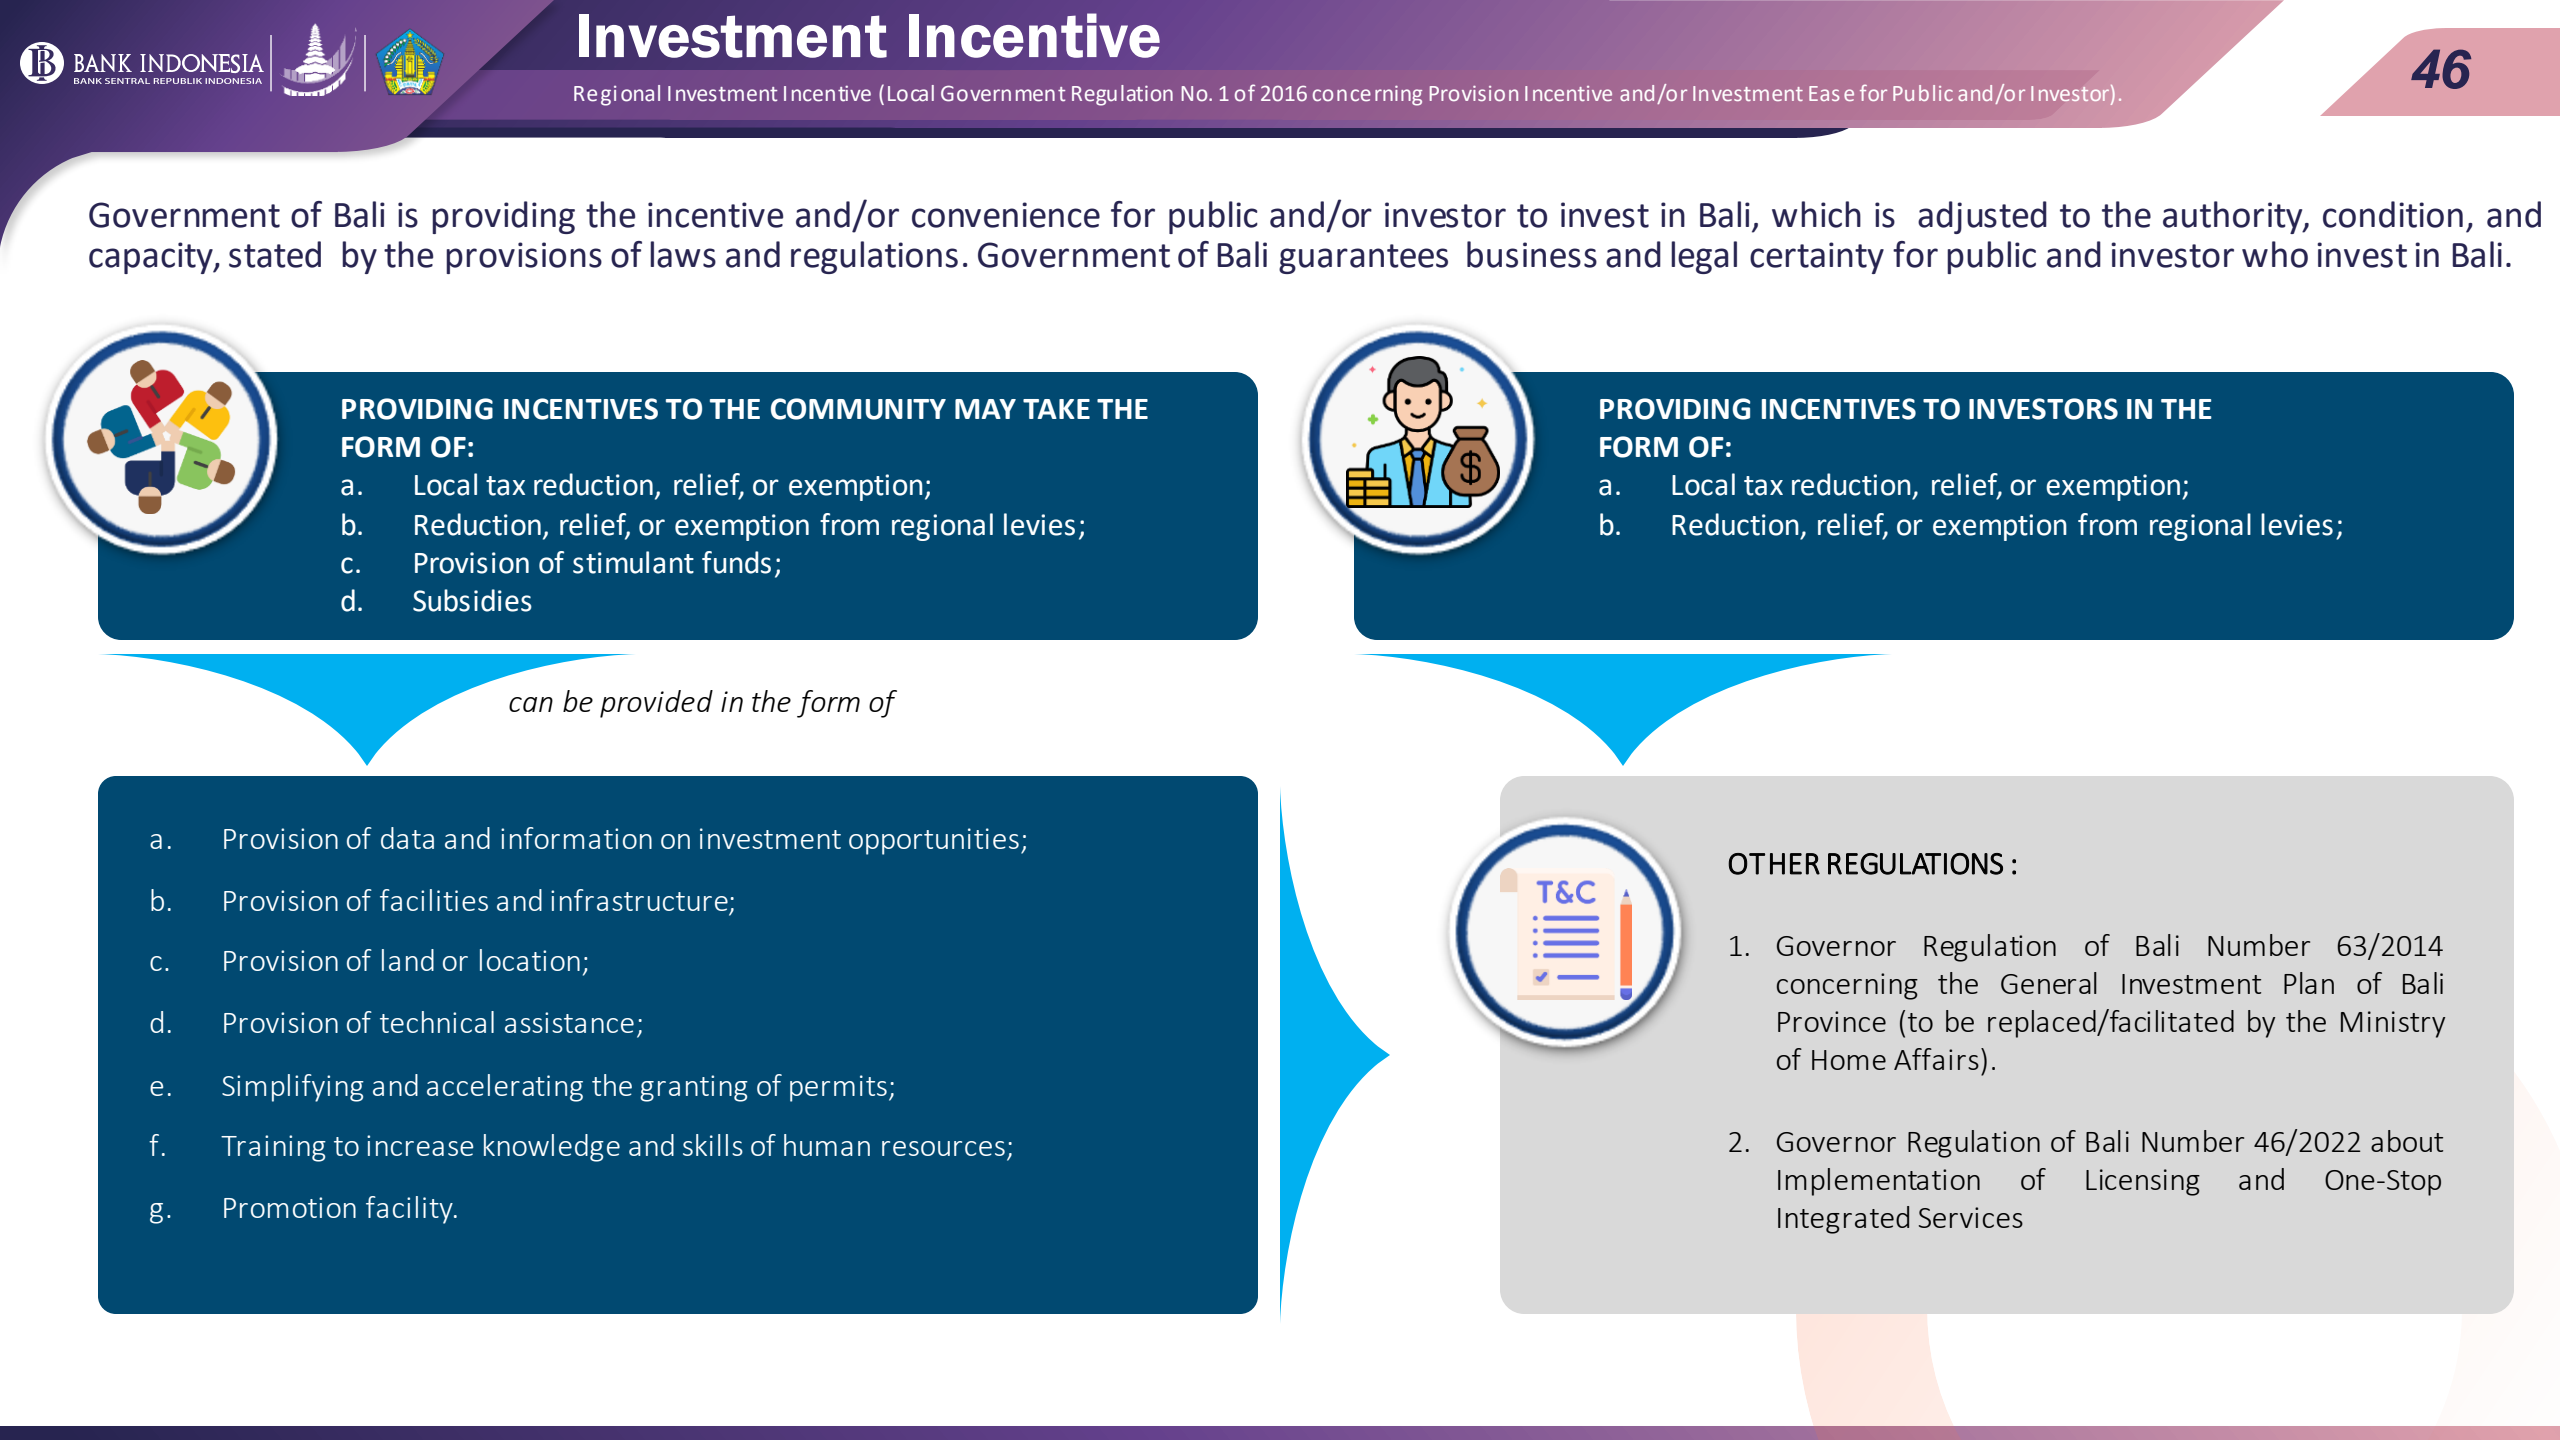 BANK INDONESIA
BANK SENTRAL REPUBLIK INDONESIA
Investment Incentive
Regional Investment Incentive (Local Government Regulation No. 1 of 2016 concerning Provision Incentive and/or Investment Ease for Public and/or Investor).
46
Government of Bali is providing the incentive and/or convenience for public and/or investor to invest in Bali, which is adjusted to the authority, condition, and
capacity, stated by the provisions of laws and regulations. Government of Bali guarantees business and legal certainty for public and investor who invest in Bali.
PROVIDING INCENTIVES TO THE COMMUNITY MAY TAKE THE
FORM OF:
a. Local tax reduction, relief, or exemption;
b. Reduction, relief, or exemption from regional levies;
c. Provision of stimulant funds;
d. Subsidies
PROVIDING INCENTIVES TO INVESTORS IN THE
FORM OF:
a. Local tax reduction, relief, or exemption;
b. Reduction, relief, or exemption from regional levies;
$
can be provided in the form of
a. Provision of data and information on investment opportunities;
b. Provision of facilities and infrastructure;
c. Provision of land or location;
d. Provision of technical assistance;
e. Simplifying and accelerating the granting of permits;
f. Training to increase knowledge and skills of human resources;
g. Promotion facility.
T&C
OTHER REGULATIONS :
1. Governor Regulation of Bali Number 63/2014
concerning the General Investment Plan of Bali
Province (to be replaced/facilitated by the Ministry
of Home Affairs).
2. Governor Regulation of Bali Number 46/2022 about
Implementation of Licensing and One-Stop
Integrated Services